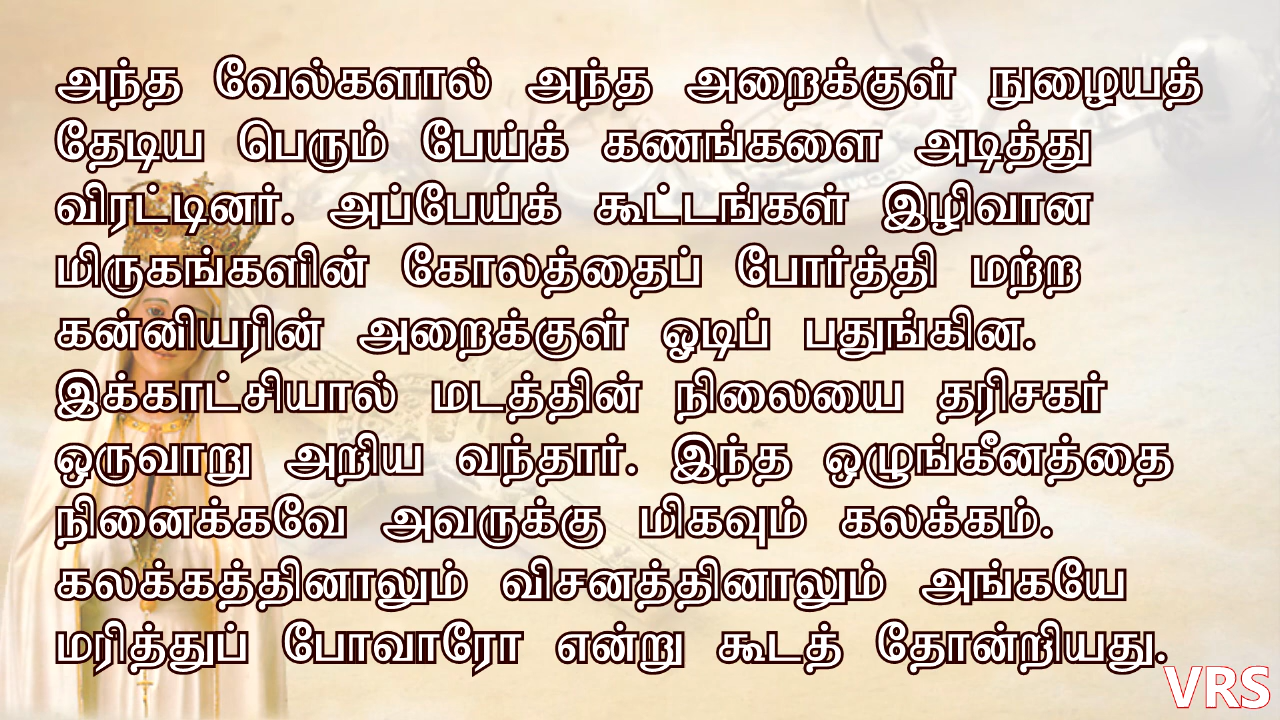 அந்த வேல்களால் அந்த அறைக்குள் நுழையத்
தேடிய பெரும் பேய்க் கணங்களை அடித்து
விரட்டினர். அப்பேய்க் கூட்டங்கள் இழிவான
மிருகங்களின் கோலத்தைப் போர்த்தி மற்ற
கன்னியரின் அறைக்குள் ஓடிப் பதுங்கின.
இக்காட்சியால் மடத்தின் நிலையை தரிசகர்
ஒருவாறு அறிய வந்தார். இந்த ஒழுங்கீனத்தை
நினைக்கவே அவருக்கு மிகவும் கலக்கம்.
கலக்கத்தினாலும் விசனத்தினாலும் அங்கயே
மரித்துப் போவாரோ என்று கூடத் தோன்றியது.
VRS